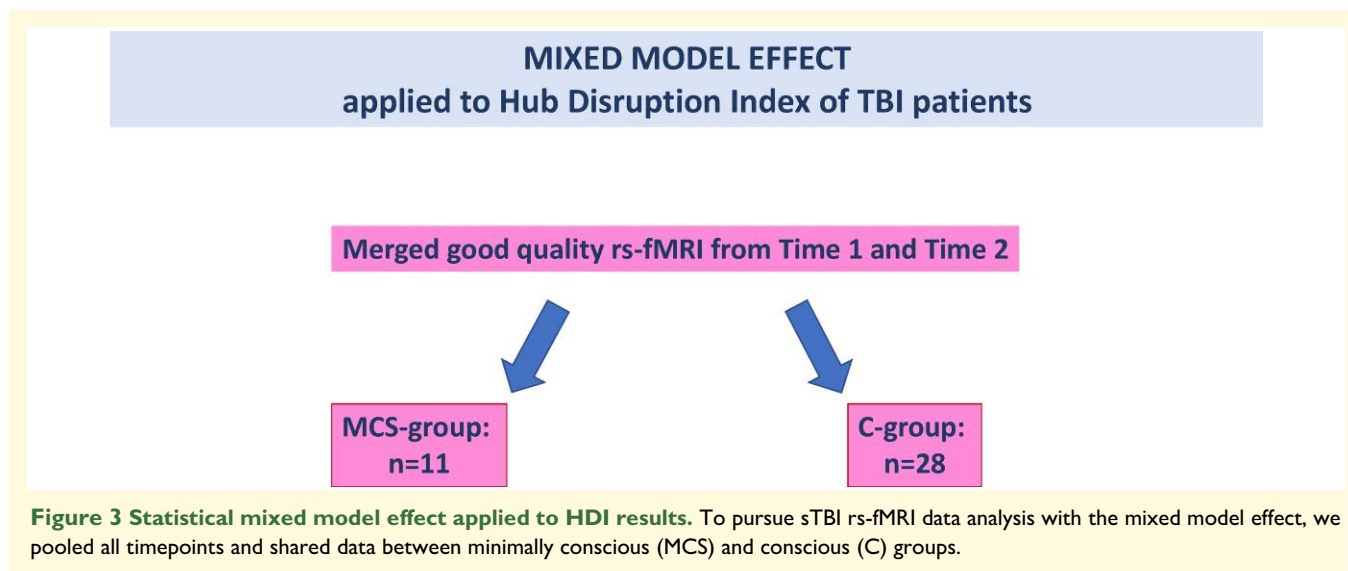 MIXED MODEL EFFECT
applied to Hub Disruption Index of TBI patients
Merged good quality rs-fMRI from Time 1 and Time 2
MCS-group:
n=11
C-group:
n=28
Figure 3 Statistical mixed model effect applied to HDI results. To pursue sTBI rs-fMRI data analysis with the mixed model effect, we
pooled all timepoints and shared data between minimally conscious (MCS) and conscious (C) groups.